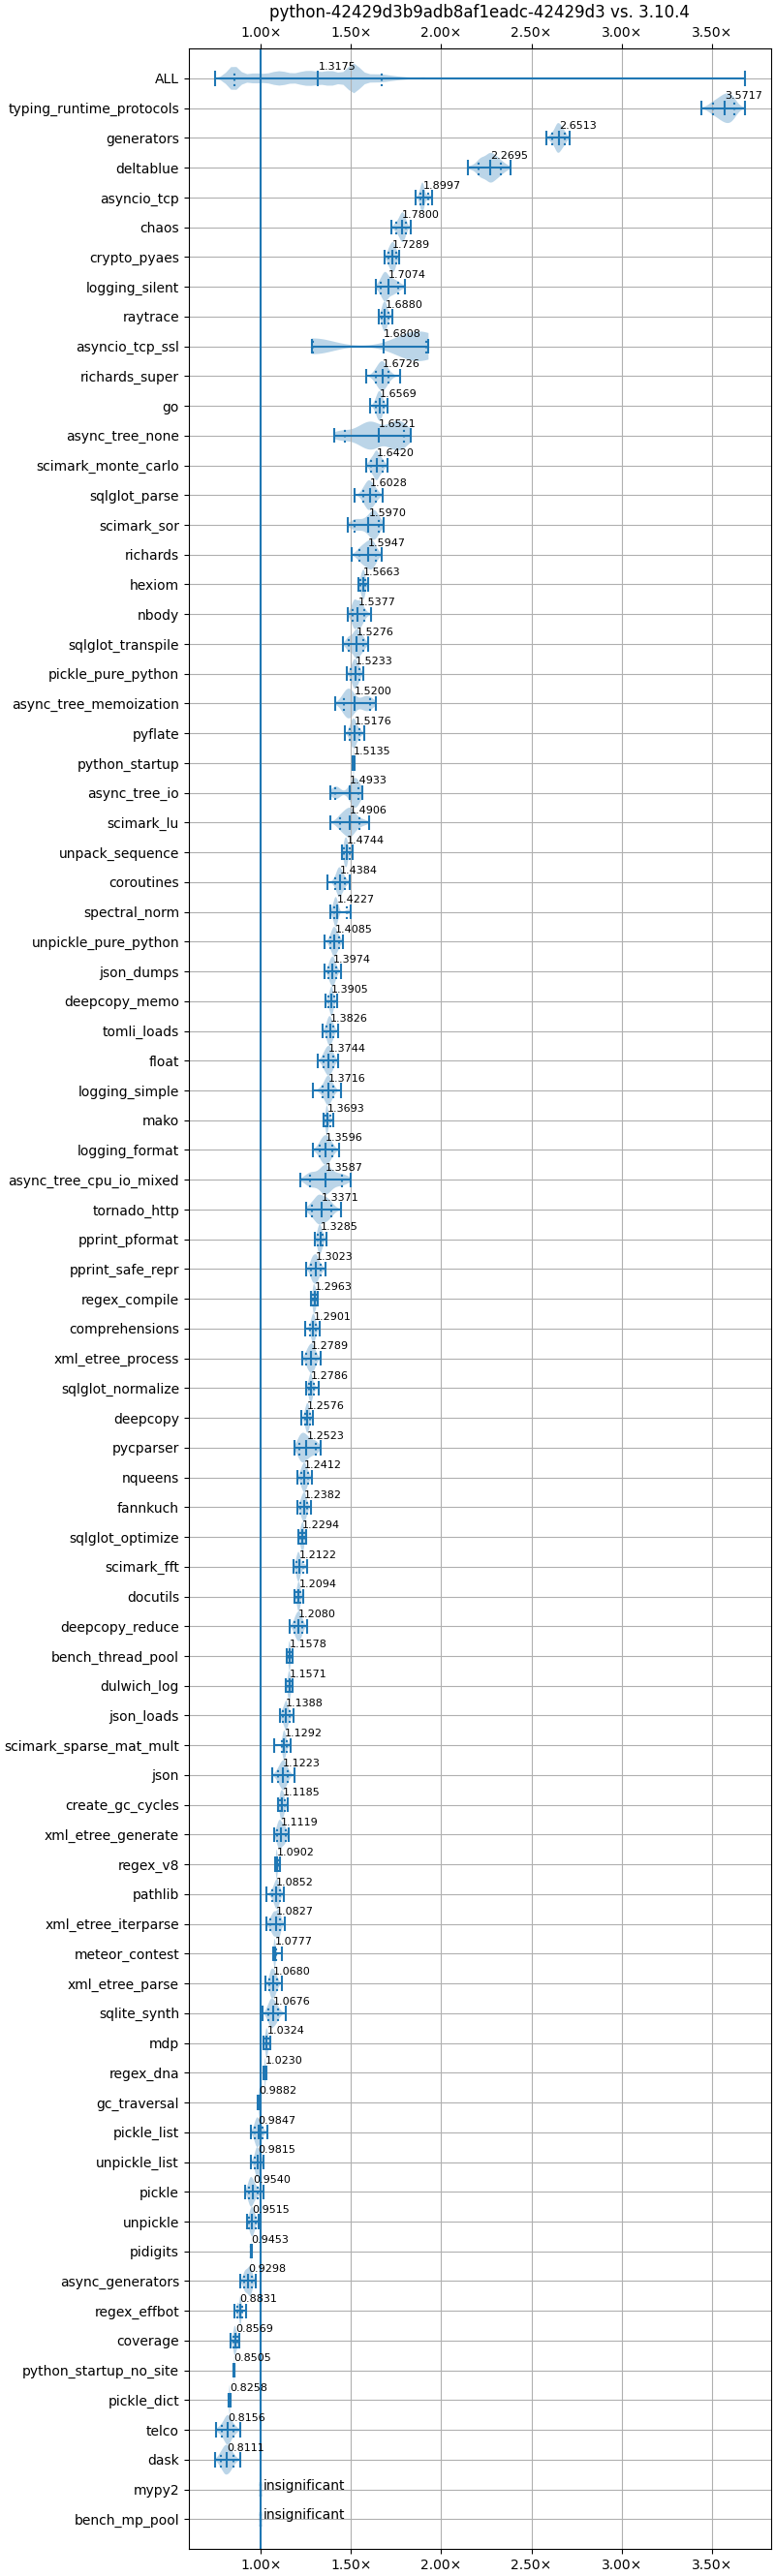 python-42429d3b9adb8af1eadc-42429d3 vs. 3.10.4
1.00× 1.50× 2.00× 2.50× 3.00× 3.50×
ALL 1.3175
typing_runtime_protocols 3.5717
generators 2.6513
deltablue 2.2695
asyncio_tcp 1.8997
chaos 1.7800
crypto_pyaes 1.7289
logging_silent 1.7074
raytrace 1.6880
asyncio_tcp_ssl 1.6808
richards_super 1.6726
go 1.6569
async_tree_none 1.6521
scimark_monte_carlo 1.6420
sqlglot_parse 1.6028
scimark_sor 1.5970
richards 1.5947
hexiom 1.5663
nbody 1.5377
sqlglot_transpile 1.5276
pickle_pure_python 1.5233
async_tree_memoization 1.5200
pyflate 1.5176
python_startup 1.5135
async_tree_io 1.4933
scimark_lu 1.4906
unpack_sequence 1.4744
coroutines 1.4384
spectral_norm 1.4227
unpickle_pure_python 1.4085
json_dumps 1.3974
deepcopy_memo 1.3905
tomli_loads 1.3826
float 1.3744
logging_simple 1.3716
mako 1.3693
logging_format 1.3596
async_tree_cpu_io_mixed 1.3587
tornado_http 1.3371
pprint_pformat 1.3285
pprint_safe_repr 1.3023
regex_compile 1.2963
comprehensions 1.2901
xml_etree_process 1.2789
sqlglot_normalize 1.2786
deepcopy 1.2576
pycparser 1.2523
nqueens 1.2412
fannkuch 1.2382
sqlglot_optimize 1.2294
scimark_fft 1.2122
docutils 1.2094
deepcopy_reduce 1.2080
bench_thread_pool 1.1578
dulwich_log 1.1571
json_loads 1.1388
scimark_sparse_mat_mult 1.1292
json 1.1223
create_gc_cycles 1.1185
xml_etree_generate 1.1119
regex_v8 1.0902
pathlib 1.0852
xml_etree_iterparse 1.0827
meteor_contest 1.0777
xml_etree_parse 1.0680
sqlite_synth 1.0676
mdp 1.0324
regex_dna 1.0230
gc_traversal 0.9882
pickle_list 0.9847
unpickle_list 0.9815
pickle 0.9540
unpickle 0.9515
pidigits 0.9453
async_generators 0.9298
regex_effbot 0.8831
coverage 0.8569
python_startup_no_site 0.8505
pickle_dict 0.8258
telco 0.8156
dask 0.8111
mypy2 insignificant
bench_mp_pool insignificant
1.00× 1.50× 2.00× 2.50× 3.00× 3.50×